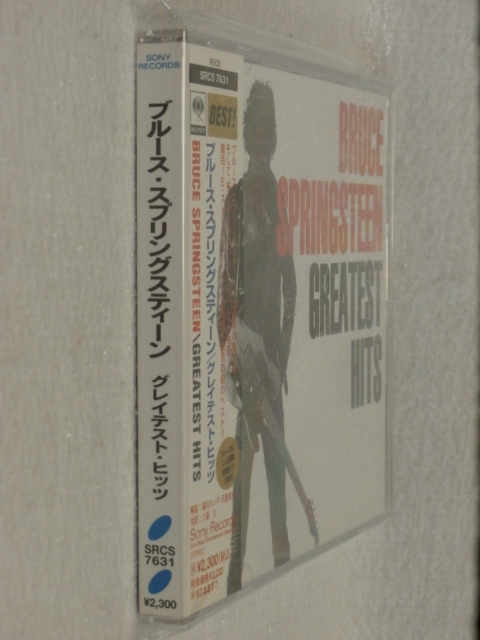 SONY
RECORDS
ブルース・スプリングスティーン グレイテスト・ヒッツ
SRCS
7631
¥2,300
ROCK
SRCS 7631
SONY
BEST!
ブルース・スプリングスティーン/グレイテスト・ヒッツ
BRUCE SPRINGSTEEN/GREATEST HITS
Sony Records
¥2,300
BRUCE
SPRINGSTEEN
GREATEST
HITS